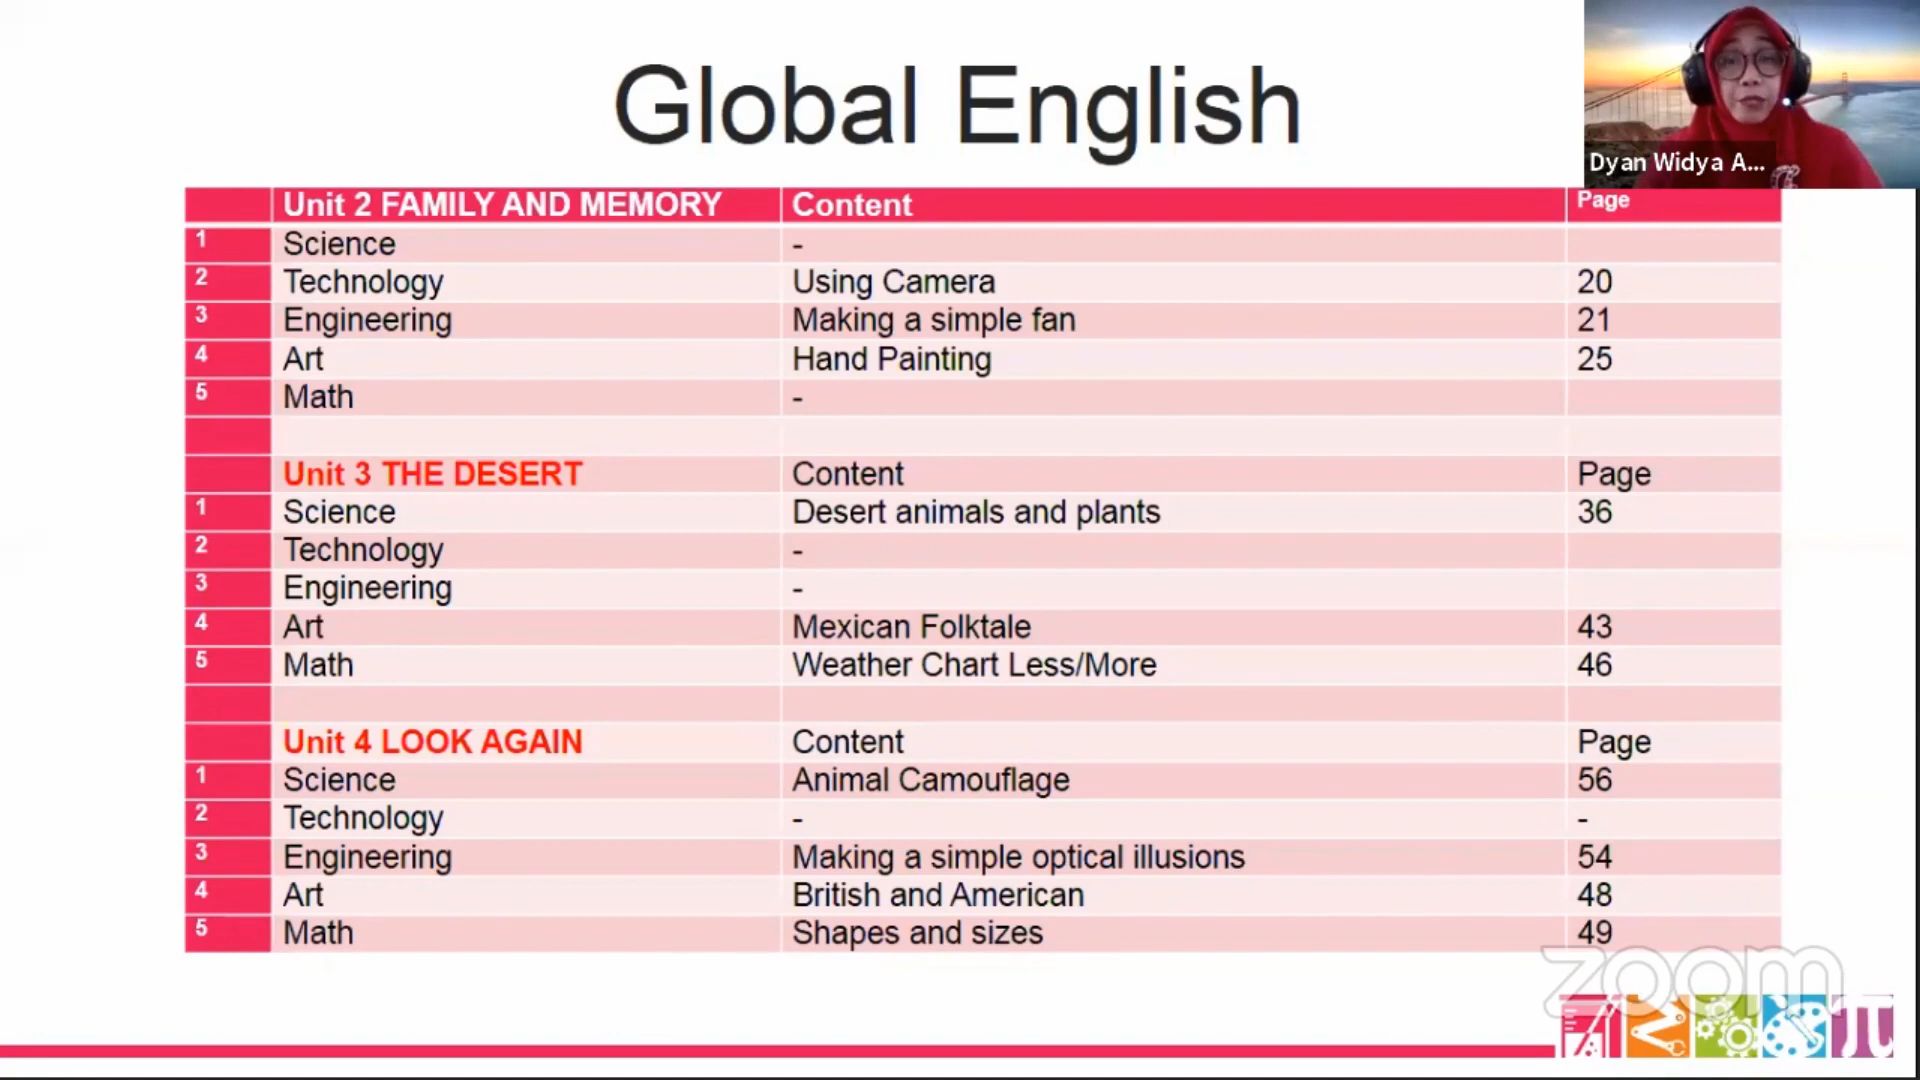 Global English
Dyan Widya A...
Unit 2 FAMILY AND MEMORY Content Page
1 Science -
2 Technology Using Camera 20
3 Engineering Making a simple fan 21
4 Art Hand Painting 25
5 Math -
Unit 3 THE DESERT Content Page
1 Science Desert animals and plants 36
2 Technology -
3 Engineering -
4 Art Mexican Folktale 43
5 Math Weather Chart Less/More 46
Unit 4 LOOK AGAIN Content Page
1 Science Animal Camouflage 56
2 Technology - -
3 Engineering Making a simple optical illusions 54
4 Art British and American 48
5 Math Shapes and sizes 49
zoom
π